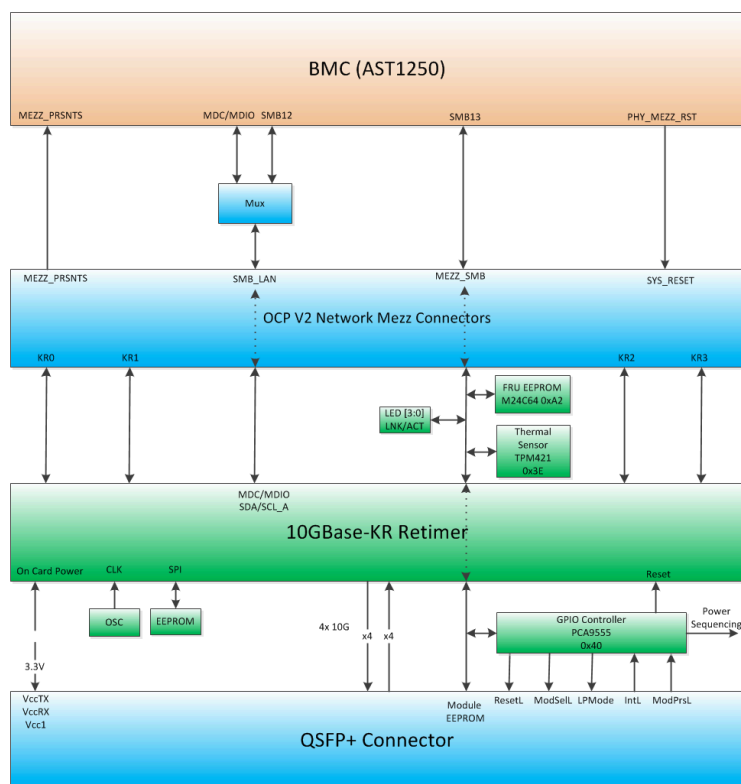 BMC (AST1250)
MEZZ_PRSNTS
MDC/MDIO SMB12
SMB13
PHY_MEZZ_RST
Mux
MEZZ_PRSNTS
SMB_LAN
MEZZ_SMB
SYS_RESET
OCP V2 Network Mezz Connectors
KR0
KR1
KR2
KR3
FRU EEPROM
M24C64 0xA2
LED [3:0]
LNK/ACT
Thermal
Sensor
TPM421
0x3E
MDC/MDIO
SDA/SCL_A
10GBase-KR Retimer
On Card Power
CLK
SPI
Reset
OSC
EEPROM
4x 10G
x4
x4
GPIO Controller
PCA9555
0x40
Power
Sequencing
3.3V
VccTX
VccRX
Vcc1
Module
EEPROM
ResetL
ModSelL
LPMode
IntL
ModPrsL
QSFP+ Connector